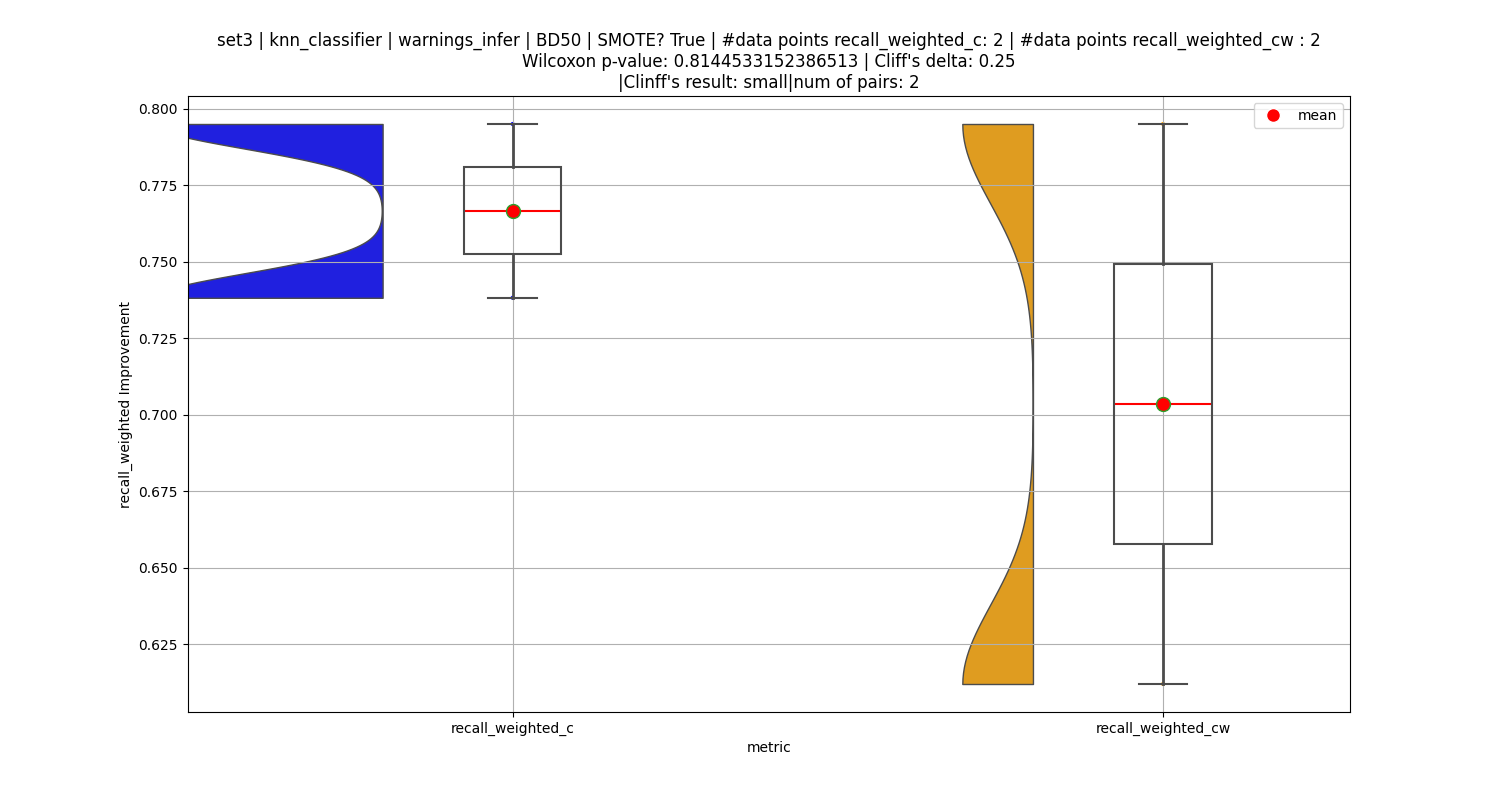 set3 | knn_classifier | warnings_infer | BD50 | SMOTE? True | #data points recall_weighted_c: 2 | #data points recall_weighted_cw : 2
Wilcoxon p-value: 0.8144533152386513 | Cliff's delta: 0.25
|Clinff's result: small|num of pairs: 2
mean
0.800
0.775
0.750
0.725
0.700
0.675
0.650
0.625
recall_weighted Improvement
recall_weighted_c
recall_weighted_cw
metric